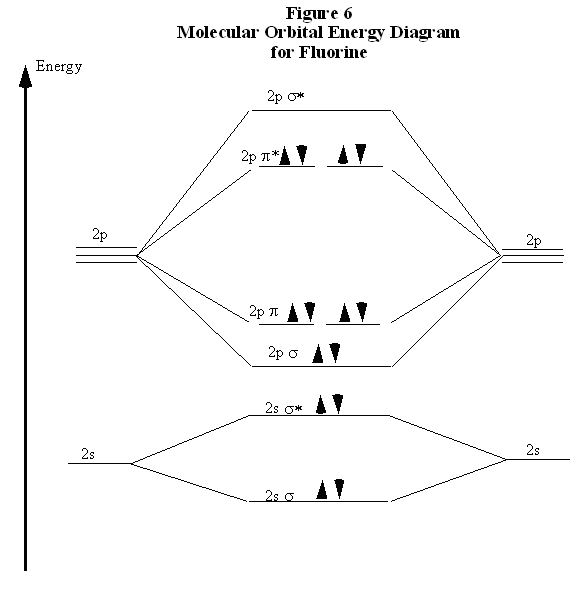 Figure 6
Molecular Orbital Energy Diagram
for Fluorine
Energy
2p σ*
2p π*
2p
2p
2p π
2p σ
2s σ*
2s
2s
2s σ